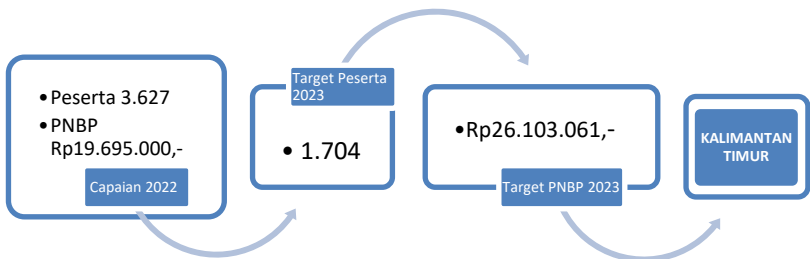 •Peserta 3.627
•PNBP
Rp19.695.000,-
Capaian 2022
Target Peserta
2023
• 1.704
•Rp26.103.061,-
Target PNBP 2023
KALIMANTAN
TIMUR